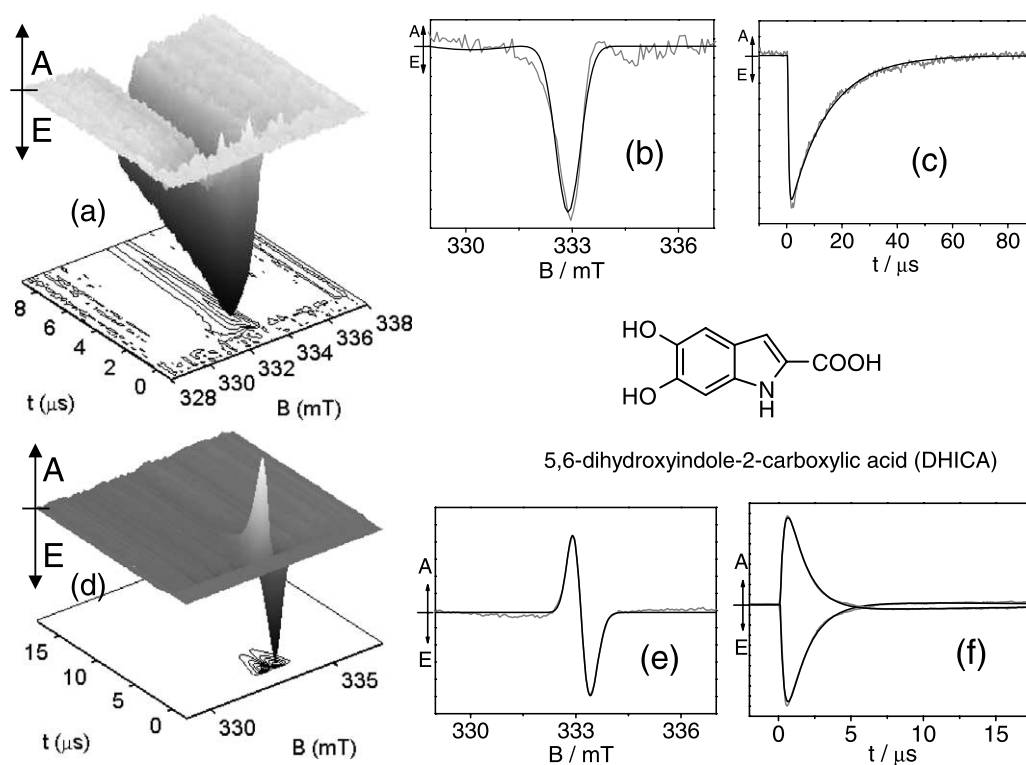 A
E
(a)
8
6
4
2
0
t (μs)
328
330
332
334
336
338
B (mT)
A
E
(b)
330
333
336
B / mT
A
E
(c)
0
20
40
60
80
t / μs
HO
HO
N
H
COOH
5,6-dihydroxyindole-2-carboxylic acid (DHICA)
A
E
(d)
15
10
5
0
t (μs)
330
335
B (mT)
A
E
(e)
330
333
336
B / mT
A
E
(f)
0
5
10
15
t / μs